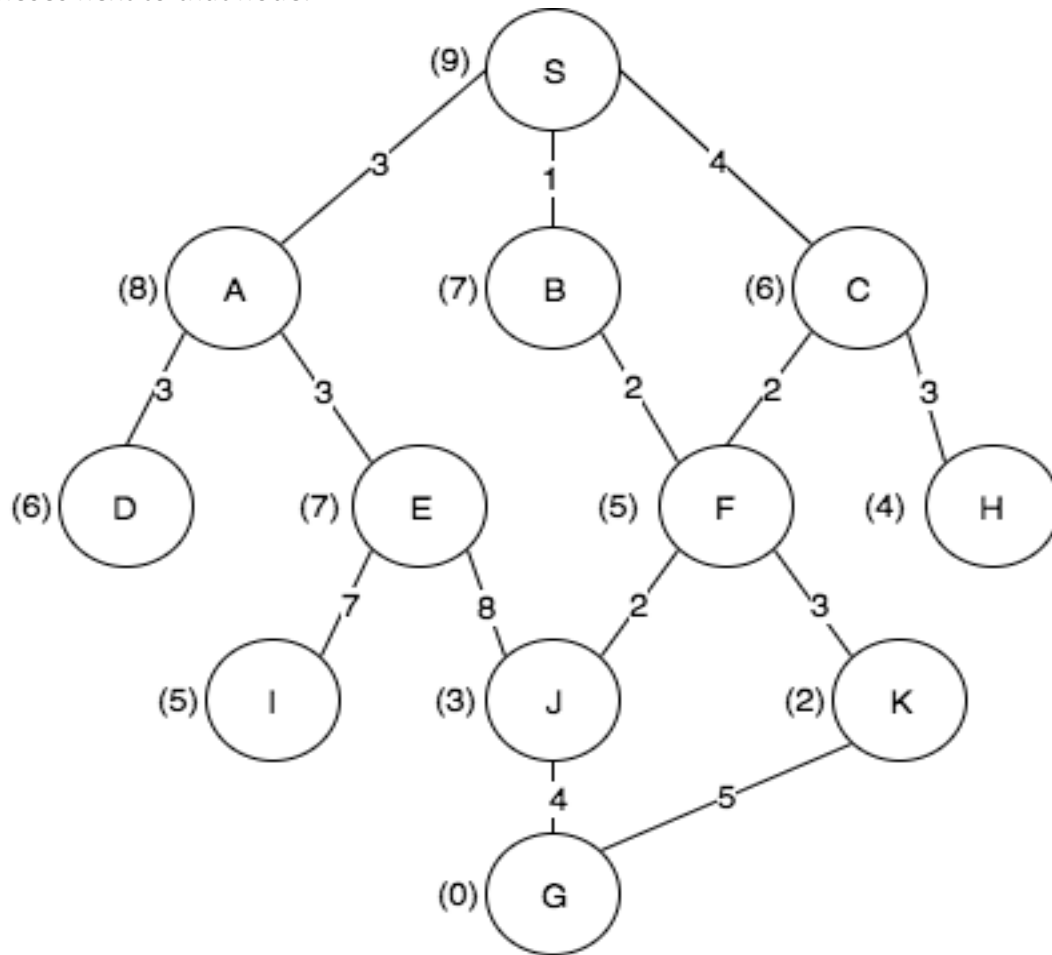 (9) S
3 1 4
(8) A (7) B (6) C
3 3 2 2 3
(6) D (7) E (5) F (4) H
7 8 2 3
(5) I (3) J (2) K
4 5
(0) G